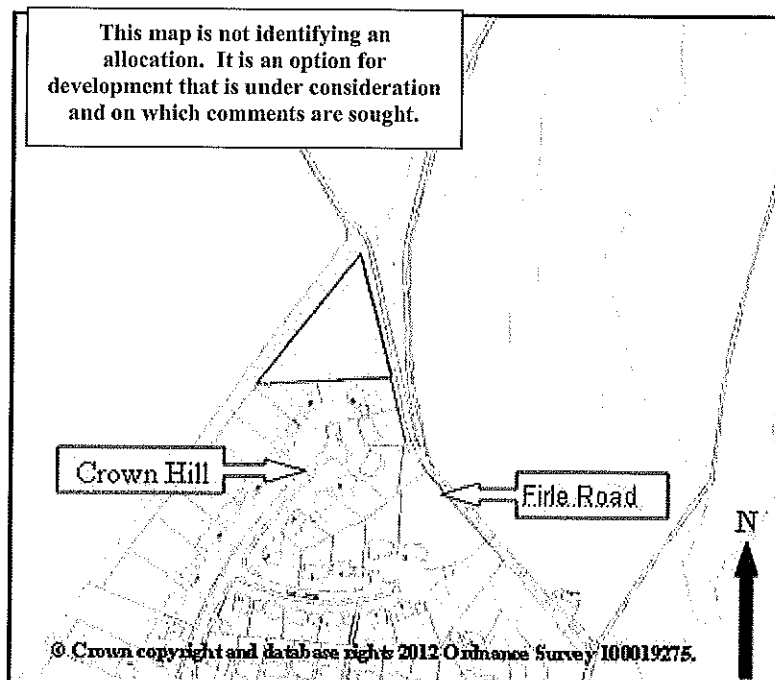 This map is not identifying an
allocation. It is an option for
development that is under consideration
and on which comments are sought.
Crown Hill
Firle Road
N
© Crown copyright and database rights 2012 Ordnance Survey 100019275.